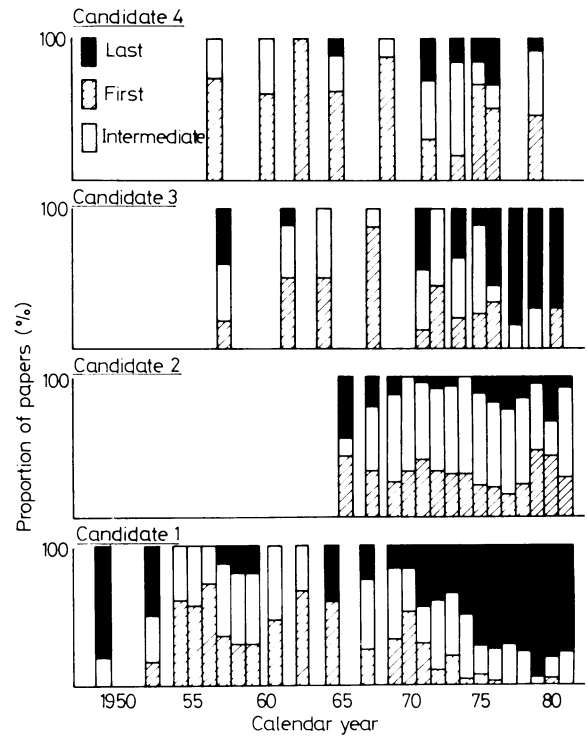 Candidate 4
100
Last
First
Intermediate
Candidate 3
100
Candidate 2
100
Candidate 1
100
Proportion of papers (%)
1950 55 60 65 70 75 80
Calendar year